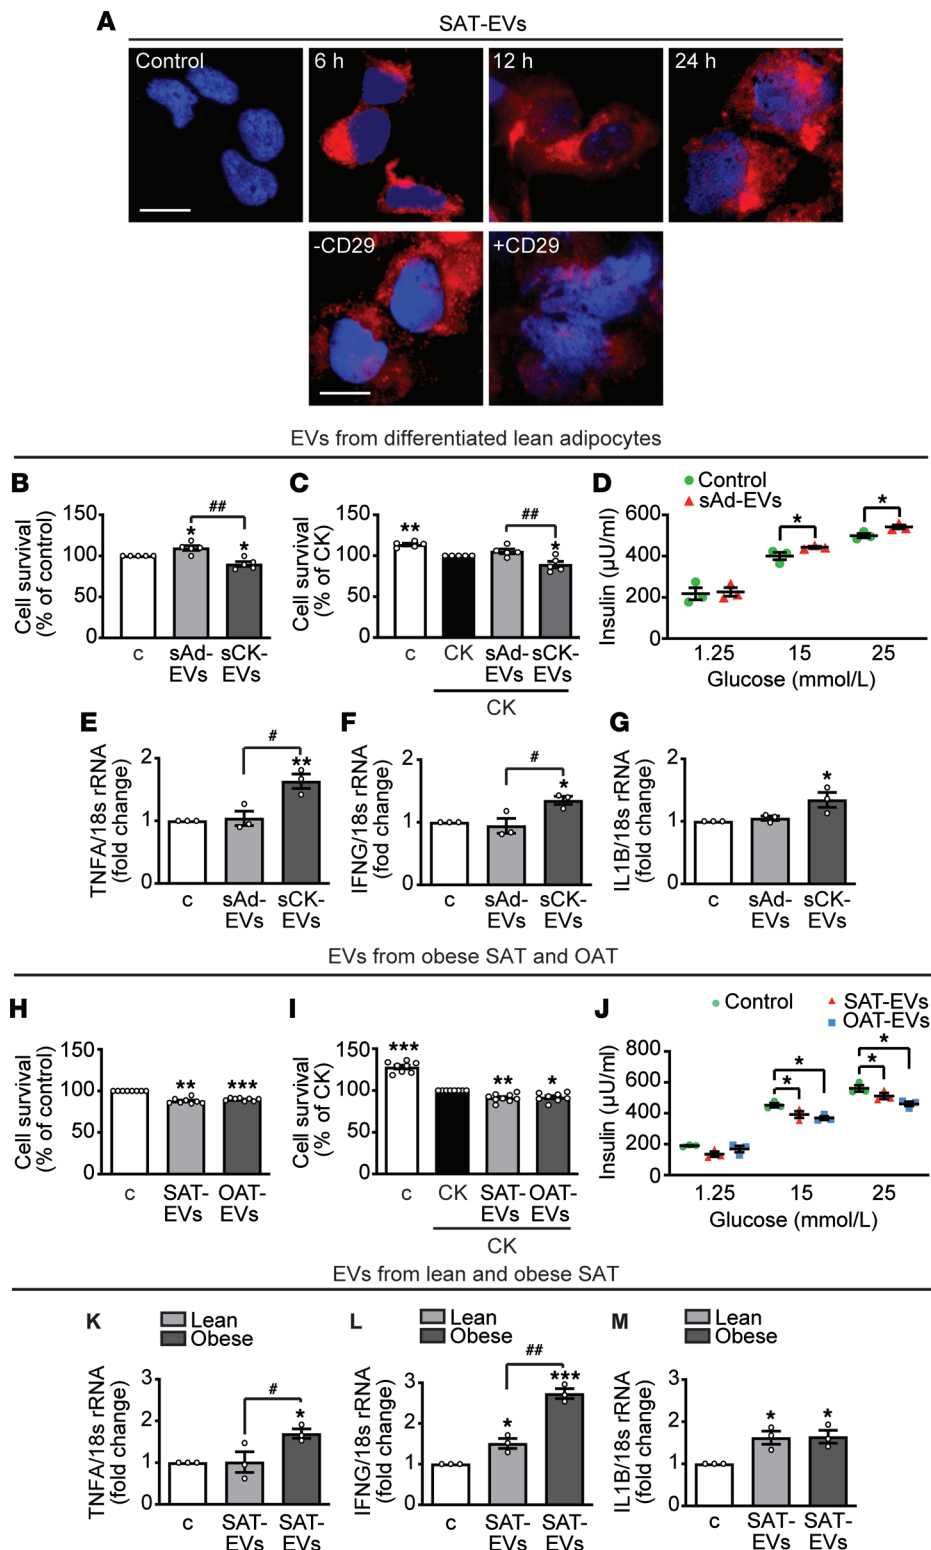 A
SAT-EVs
Control
6 h
12 h
24 h
-CD29
+CD29
EVs from differentiated lean adipocytes
B
Cell survival
(% of control)
150
100
50
0
*
##
*
c
sAd-
EVs
sCK-
EVs
C
Cell survival
(% of CK)
150
100
50
0
**
##
*
c
CK
sAd-
EVs
sCK-
EVs
CK
D
Control
sAd-EVs
Insulin (µU/ml)
600
400
200
0
*
*
1.25
15
25
Glucose (mmol/L)
E
TNFA/18s rRNA
(fold change)
2
1
0
#
**
c
sAd-
EVs
sCK-
EVs
F
IFNG/18s rRNA
(fod change)
2
1
0
#
*
c
sAd-
EVs
sCK-
EVs
G
IL1B/18s rRNA
(fold change)
2
1
0
*
c
sAd-
EVs
sCK-
EVs
EVs from obese SAT and OAT
H
Cell survival
(% of control)
150
100
50
0
**
***
c
SAT-
EVs
OAT-
EVs
I
Cell survival
(% of CK)
150
100
50
0
***
**
*
c
CK
SAT-
EVs
OAT-
EVs
CK
J
Control
SAT-EVs
OAT-EVs
Insulin (µU/ml)
800
600
400
200
0
*
*
*
*
1.25
15
25
Glucose (mmol/L)
EVs from lean and obese SAT
K
Lean
Obese
TNFA/18s rRNA
(fold change)
3
2
1
0
#
*
c
SAT-
EVs
SAT-
EVs
L
Lean
Obese
IFNG/18s rRNA
(fold change)
3
2
1
0
*
##
***
c
SAT-
EVs
SAT-
EVs
M
Lean
Obese
IL1B/18s rRNA
(fold change)
3
2
1
0
*
*
c
SAT-
EVs
SAT-
EVs